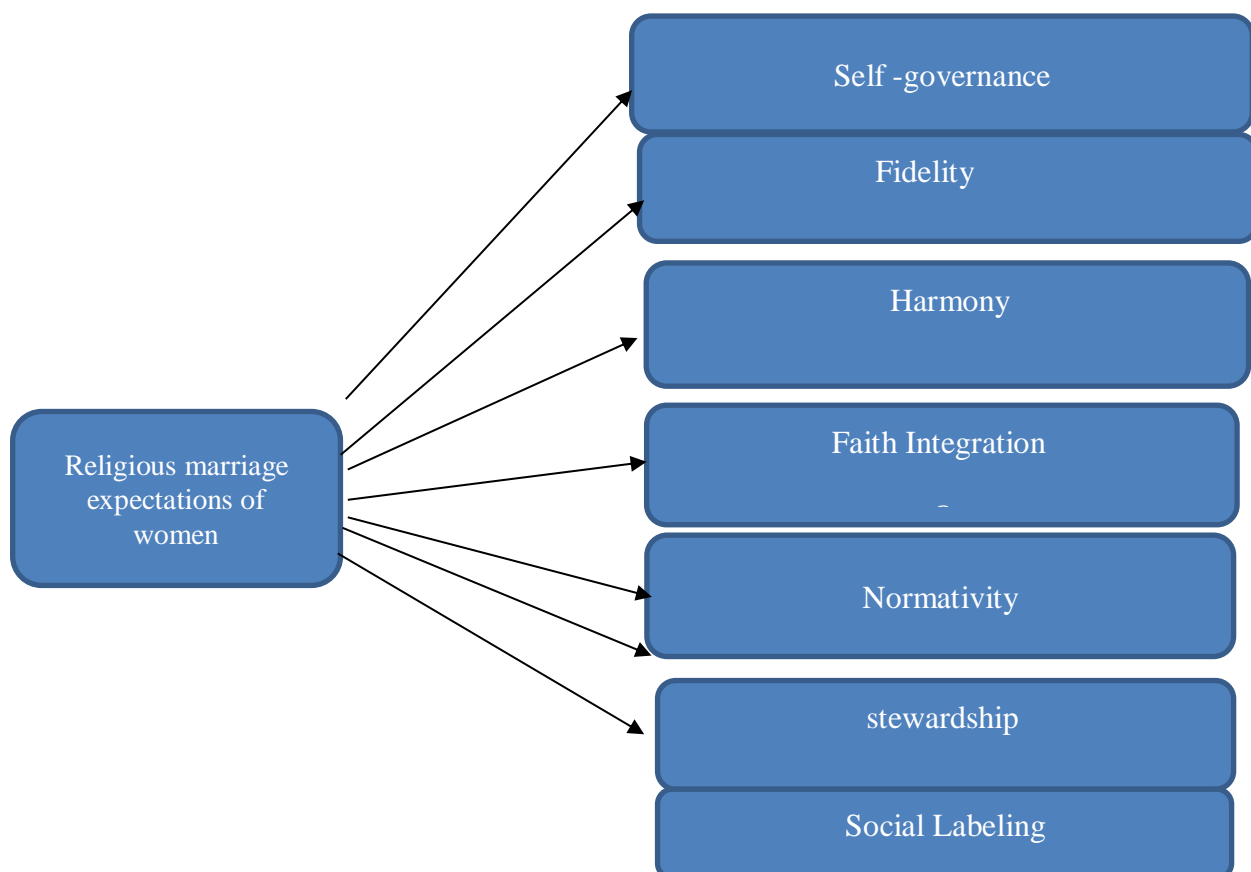 Self -governance
Fidelity
Harmony
Religious marriage
expectations of
women
Faith Integration
Normativity
stewardship
Social Labeling